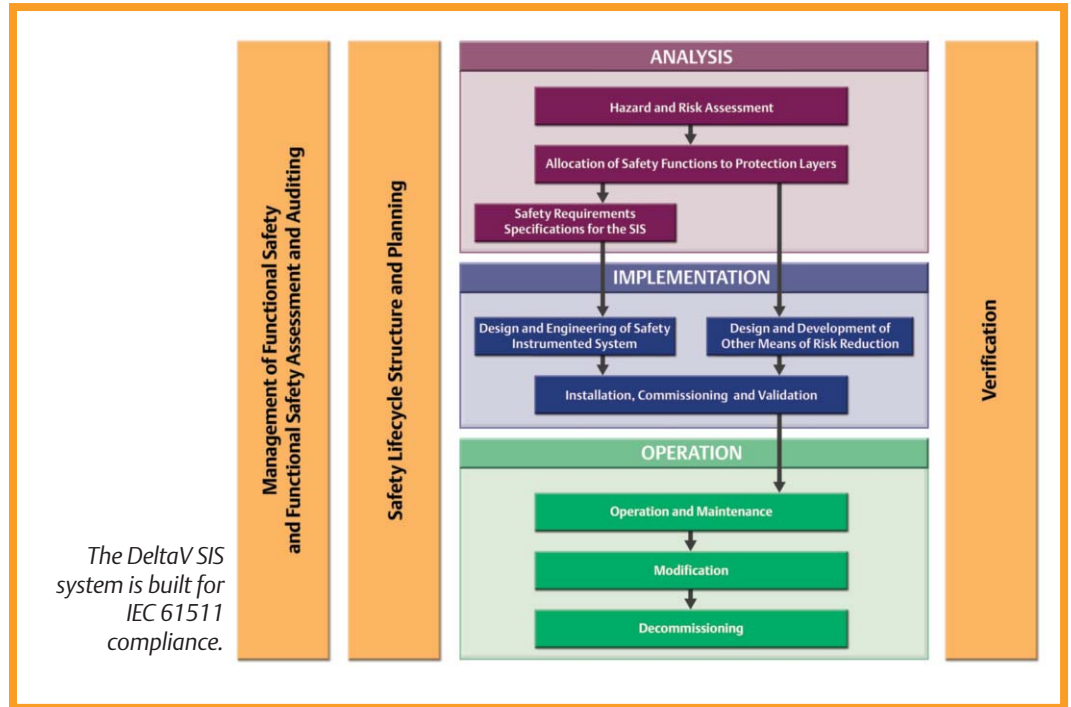 Management of Functional Safety
and Functional Safety Assessment and Auditing
Safety Lifecycle Structure and Planning
ANALYSIS
Hazard and Risk Assessment
Allocation of Safety Functions to Protection Layers
Safety Requirements
Specifications for the SIS
IMPLEMENTATION
Design and Engineering of Safety
Instrumented System
Design and Development of
Other Means of Risk Reduction
Installation, Commissioning and Validation
OPERATION
Operation and Maintenance
Modification
Decommissioning
Verification
The DeltaV SIS
system is built for
IEC 61511
compliance.